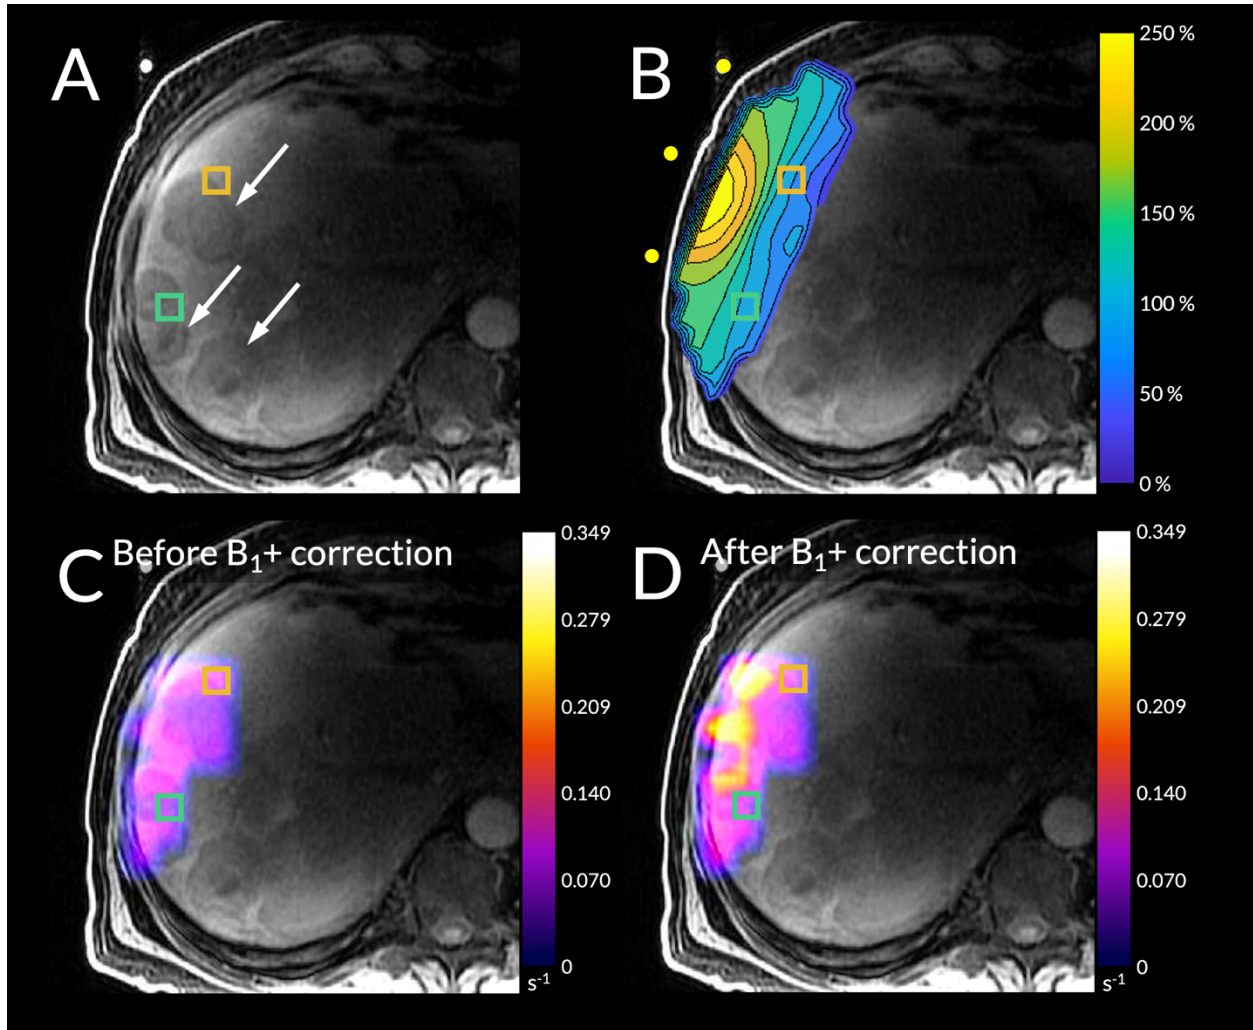 A
B
250 %
200 %
150 %
100 %
50 %
0 %
C
Before B₁+ correction
0.349
0.279
0.209
0.140
0.070
0
s⁻¹
D
After B₁+ correction
0.349
0.279
0.209
0.140
0.070
0
s⁻¹